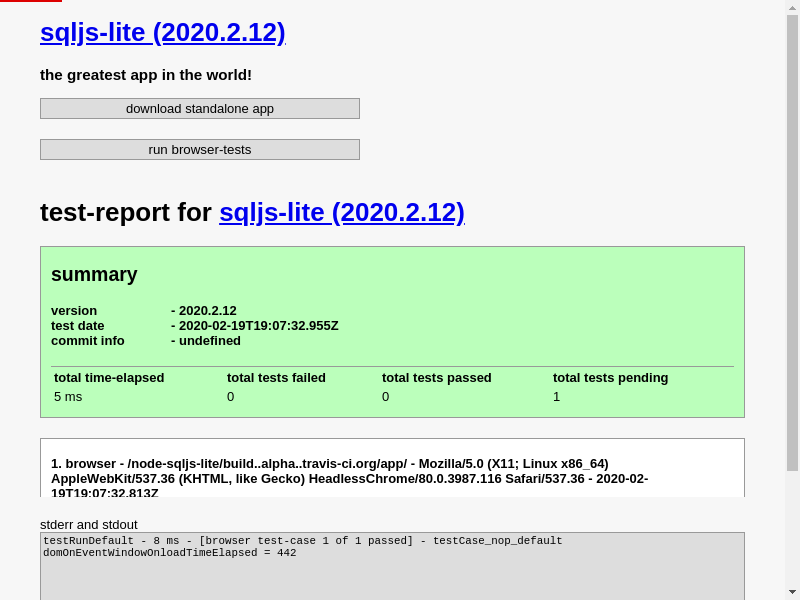 sqljs-lite (2020.2.12)
the greatest app in the world!
download standalone app
run browser-tests
test-report for sqljs-lite (2020.2.12)
summary
version - 2020.2.12
test date - 2020-02-19T19:07:32.955Z
commit info - undefined
total time-elapsed total tests failed total tests passed total tests pending
5 ms 0 0 1
1. browser - /node-sqljs-lite/build..alpha..travis-ci.org/app/ - Mozilla/5.0 (X11; Linux x86_64)
AppleWebKit/537.36 (KHTML, like Gecko) HeadlessChrome/80.0.3987.116 Safari/537.36 - 2020-02-
19T19:07:32.813Z
stderr and stdout
testRunDefault - 8 ms - [browser test-case 1 of 1 passed] - testCase_nop_default
domOnEventWindowOnloadTimeElapsed = 442